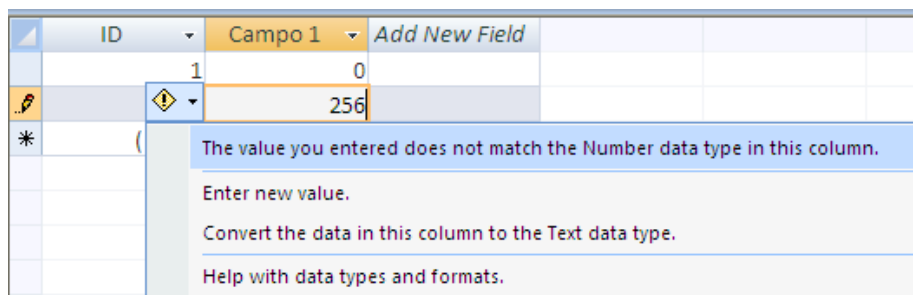 ID Campo 1 Add New Field
1 0
256
(
The value you entered does not match the Number data type in this column.
Enter new value.
Convert the data in this column to the Text data type.
Help with data types and formats.